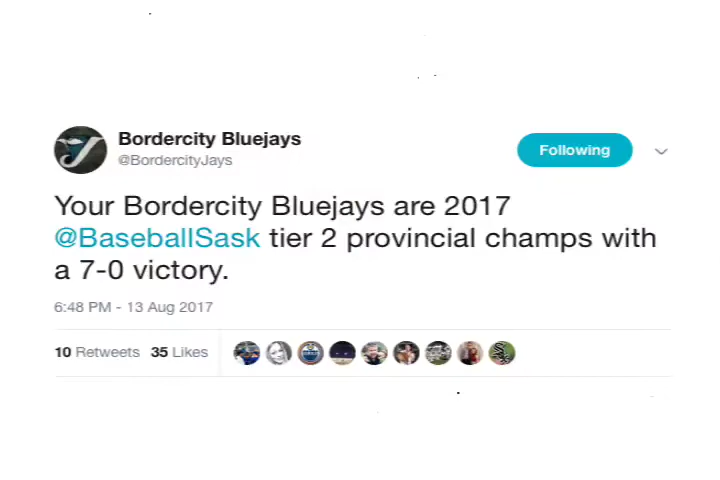 Bordercity Bluejays
@BordercityJays
Following
Your Bordercity Bluejays are 2017
@BaseballSask tier 2 provincial champs with
a 7-0 victory.
6:48 PM - 13 Aug 2017
10 Retweets 35 Likes